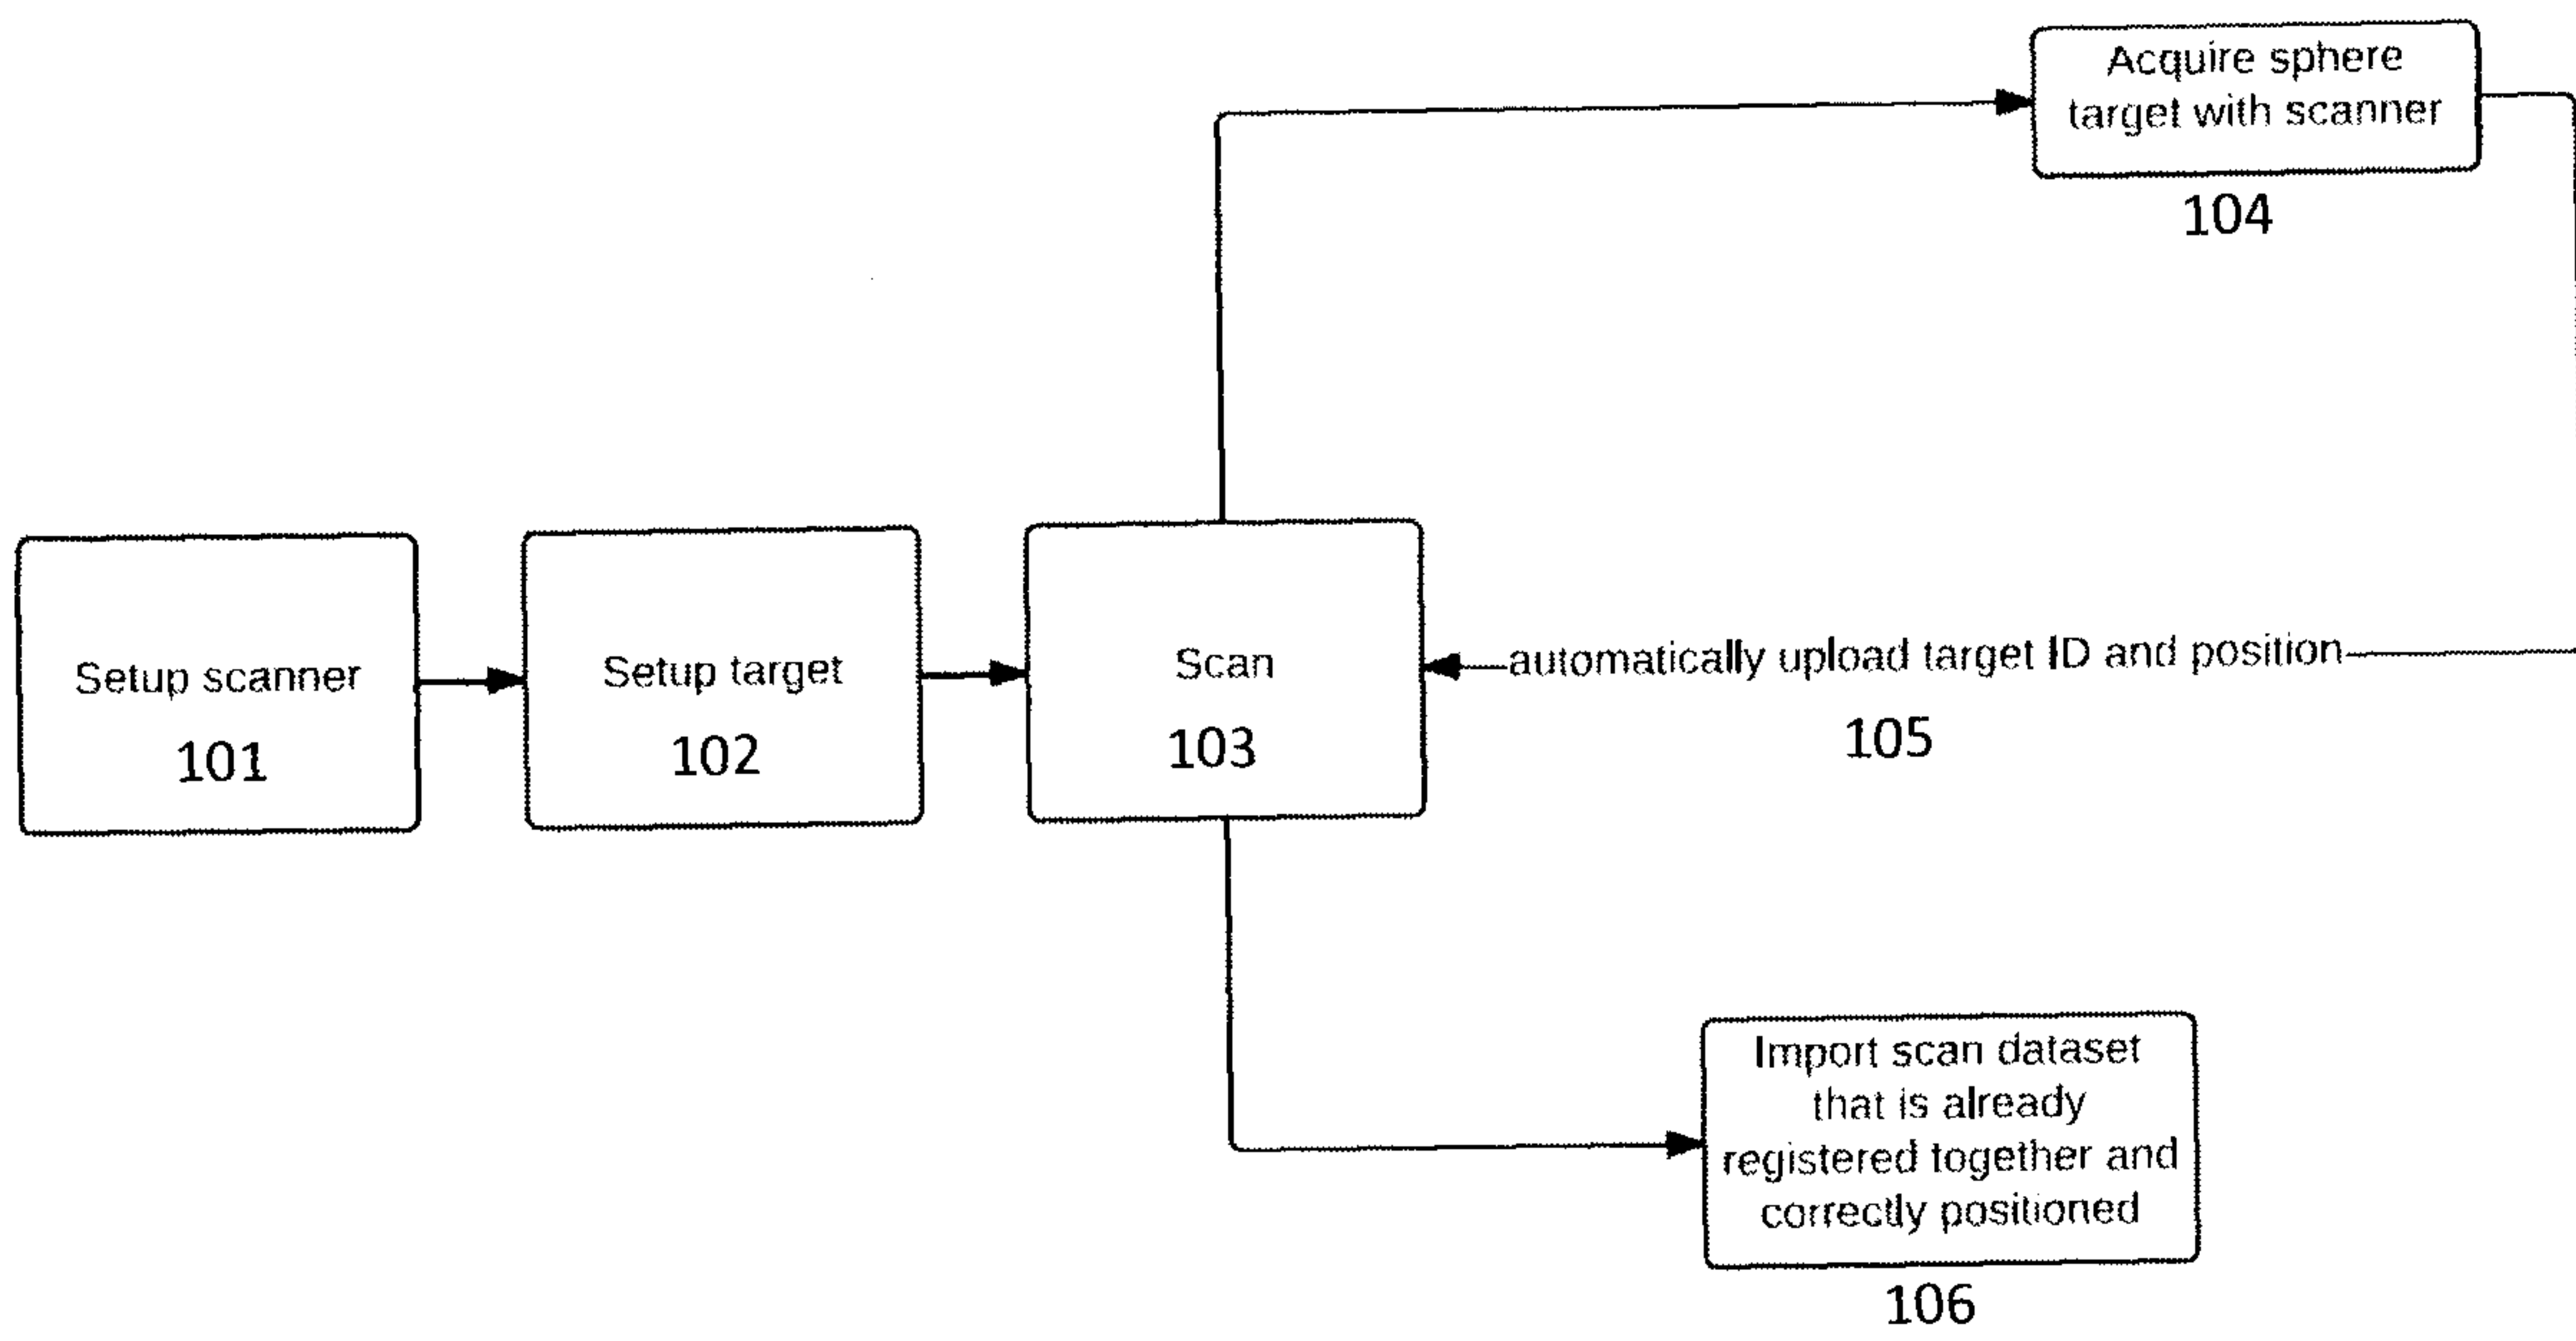 Acquire sphere
target with scanner
104
Setup scanner
101
Setup target
102
Scan
103
automatically upload target ID and position
105
Import scan dataset
that is already
registered together and
correctly positioned
106